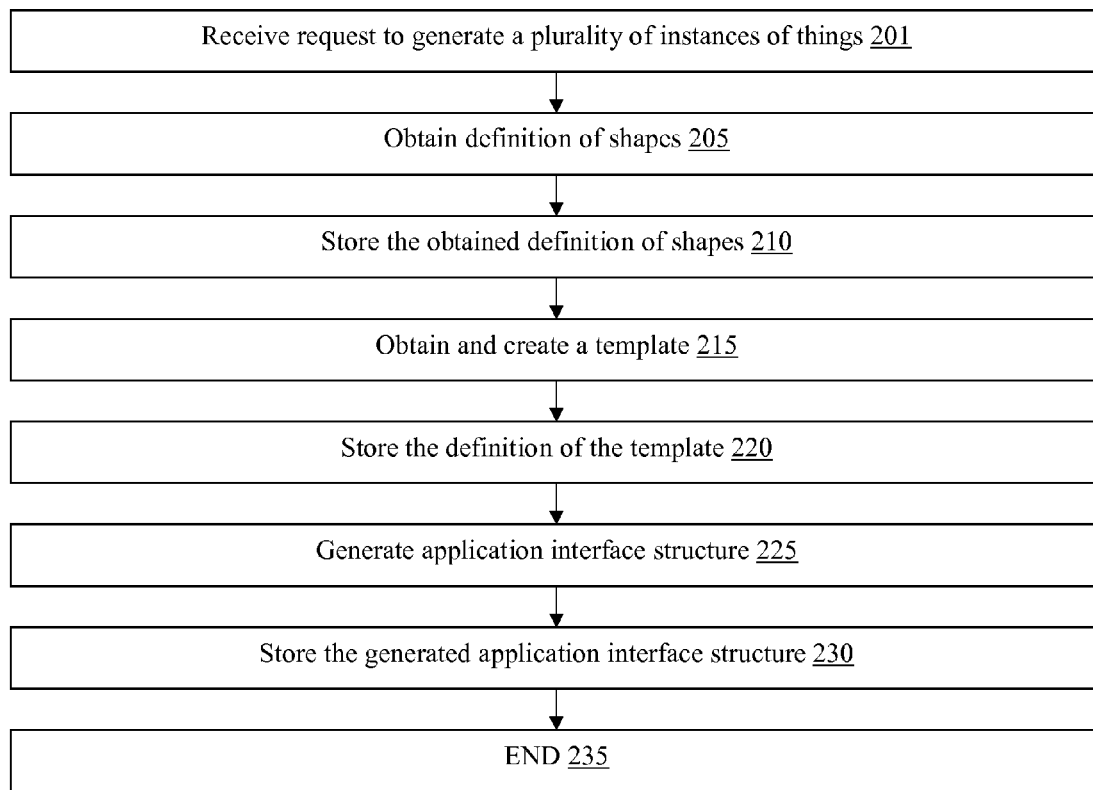 Receive request to generate a plurality of instances of things 201
Obtain definition of shapes 205
Store the obtained definition of shapes 210
Obtain and create a template 215
Store the definition of the template 220
Generate application interface structure 225
Store the generated application interface structure 230
END 235